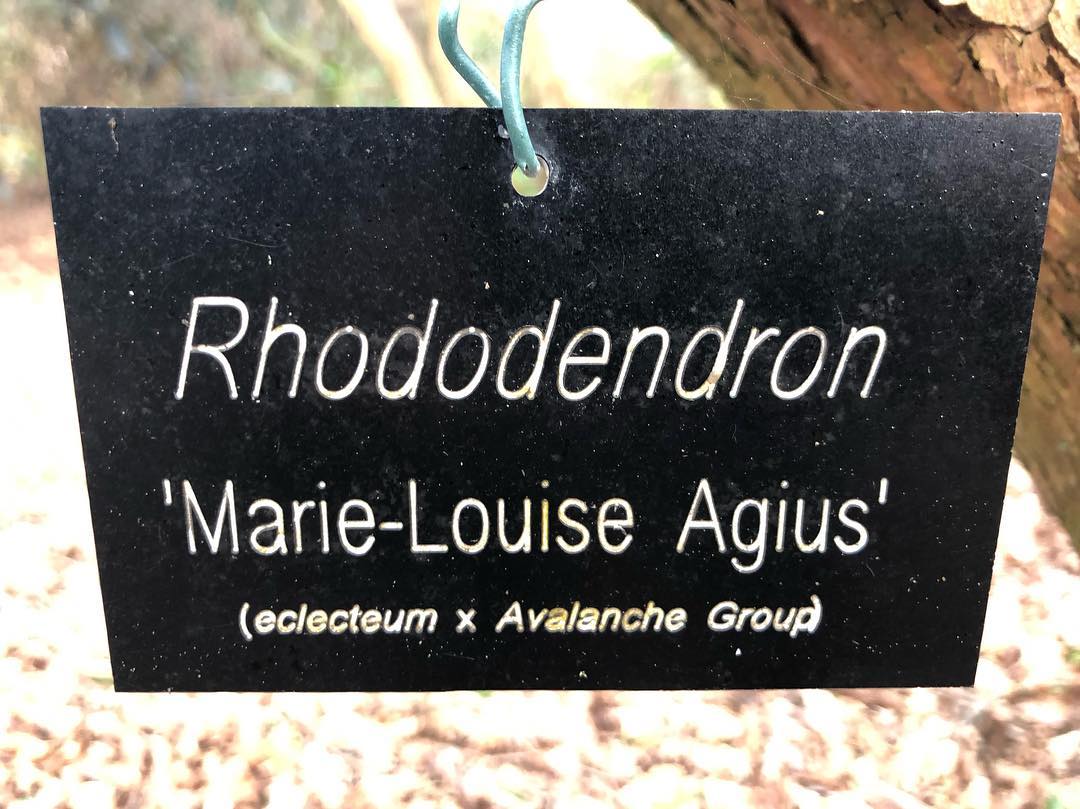 Rhododendron
'Marie-Louise Agius'
(eclecteum x Avalanche Group)